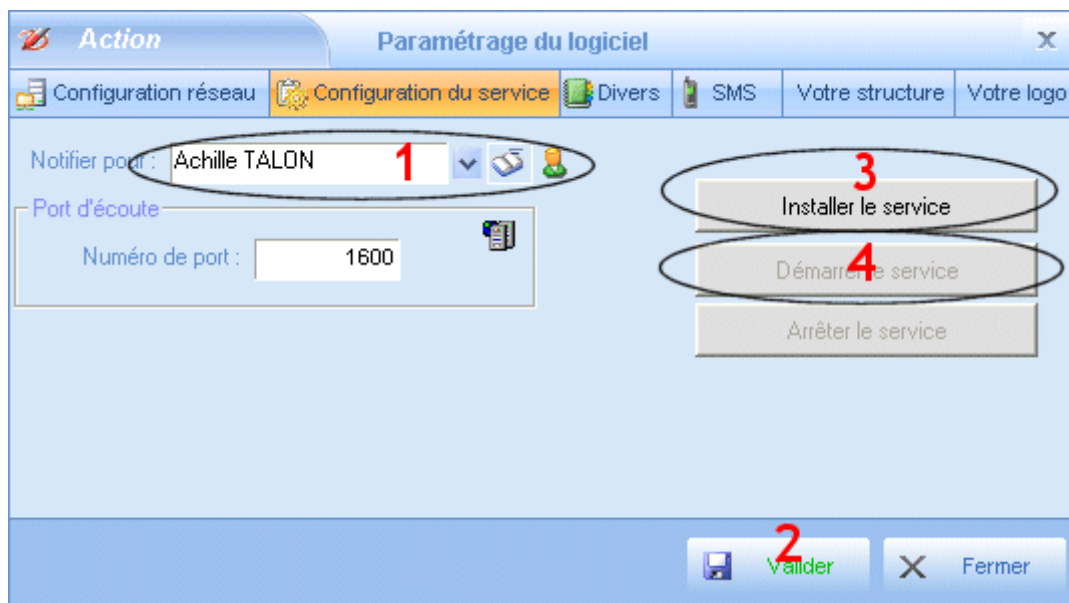 Action
Paramétrage du logiciel
X
Configuration réseau Configuration du service Divers SMS Votre structure Votre logo
Notifier pour : Achille TALON 1
3
Installer le service
Port d'écoute
Numéro de port : 1600
4
Démarrer le service
Arrêter le service
2
Valider
Fermer